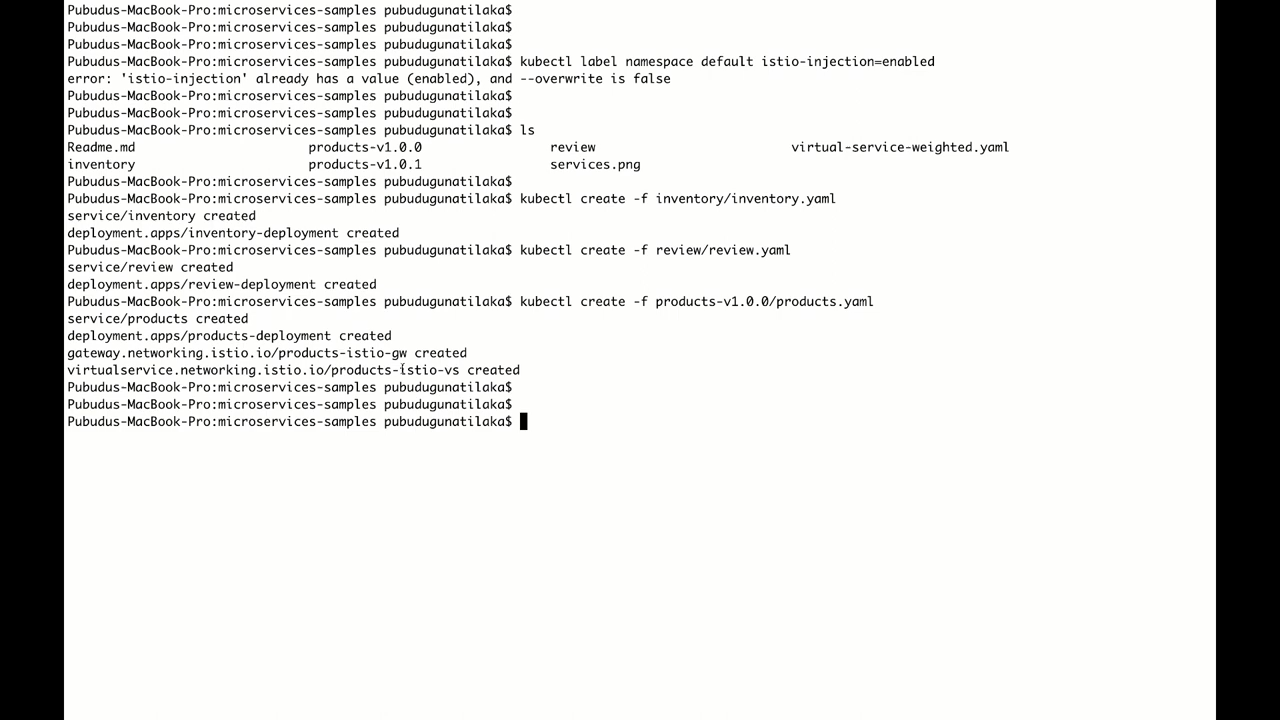 Pubudus-MacBook-Pro:microservices-samples pubudugunatilaka$
Pubudus-MacBook-Pro:microservices-samples pubudugunatilaka$
Pubudus-MacBook-Pro:microservices-samples pubudugunatilaka$
Pubudus-MacBook-Pro:microservices-samples pubudugunatilaka$ kubectl label namespace default istio-injection=enabled
error: 'istio-injection' already has a value (enabled), and --overwrite is false
Pubudus-MacBook-Pro:microservices-samples pubudugunatilaka$
Pubudus-MacBook-Pro:microservices-samples pubudugunatilaka$
Pubudus-MacBook-Pro:microservices-samples pubudugunatilaka$ ls
Readme.md products-v1.0.0 review virtual-service-weighted.yaml
inventory products-v1.0.1 services.png
Pubudus-MacBook-Pro:microservices-samples pubudugunatilaka$
Pubudus-MacBook-Pro:microservices-samples pubudugunatilaka$ kubectl create -f inventory/inventory.yaml
service/inventory created
deployment.apps/inventory-deployment created
Pubudus-MacBook-Pro:microservices-samples pubudugunatilaka$ kubectl create -f review/review.yaml
service/review created
deployment.apps/review-deployment created
Pubudus-MacBook-Pro:microservices-samples pubudugunatilaka$ kubectl create -f products-v1.0.0/products.yaml
service/products created
deployment.apps/products-deployment created
gateway.networking.istio.io/products-istio-gw created
virtualservice.networking.istio.io/products-istio-vs created
Pubudus-MacBook-Pro:microservices-samples pubudugunatilaka$
Pubudus-MacBook-Pro:microservices-samples pubudugunatilaka$
Pubudus-MacBook-Pro:microservices-samples pubudugunatilaka$